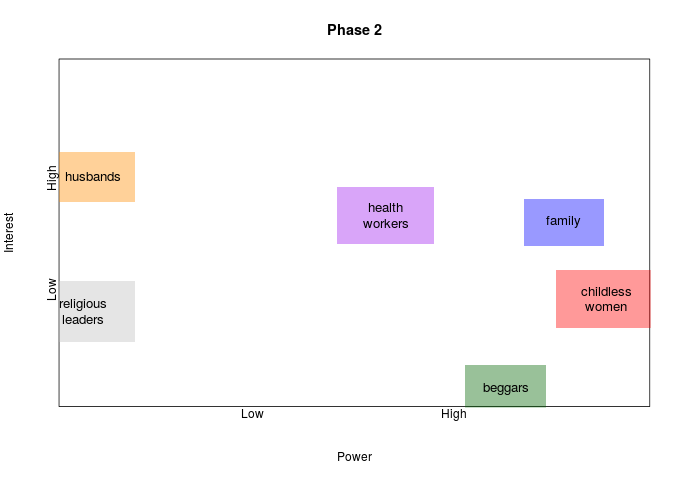 Phase 2
High
husbands
health
workers
family
Interest
Low
religious
leaders
childless
women
beggars
Low
High
Power